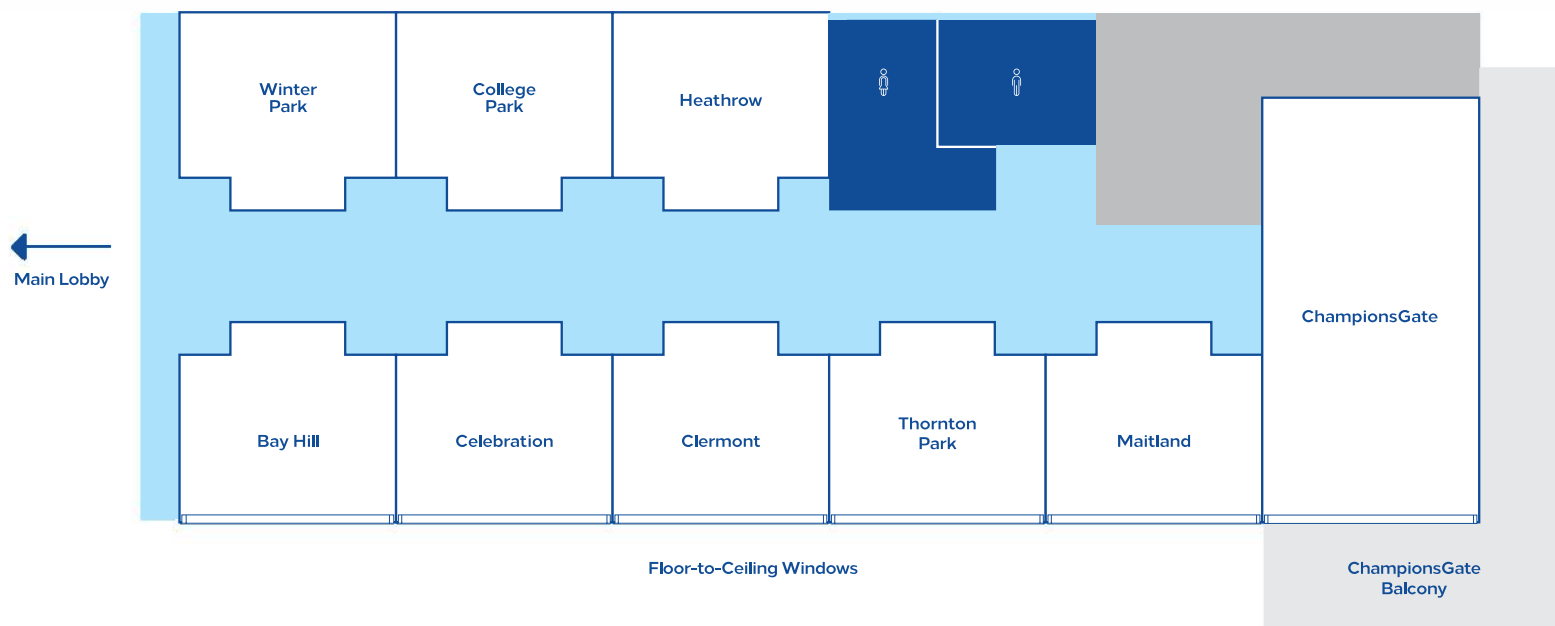 Winter
Park
College
Park
Heathrow
Main Lobby
ChampionsGate
Bay Hill
Celebration
Clermont
Thornton
Park
Maitland
Floor-to-Ceiling Windows
ChampionsGate
Balcony